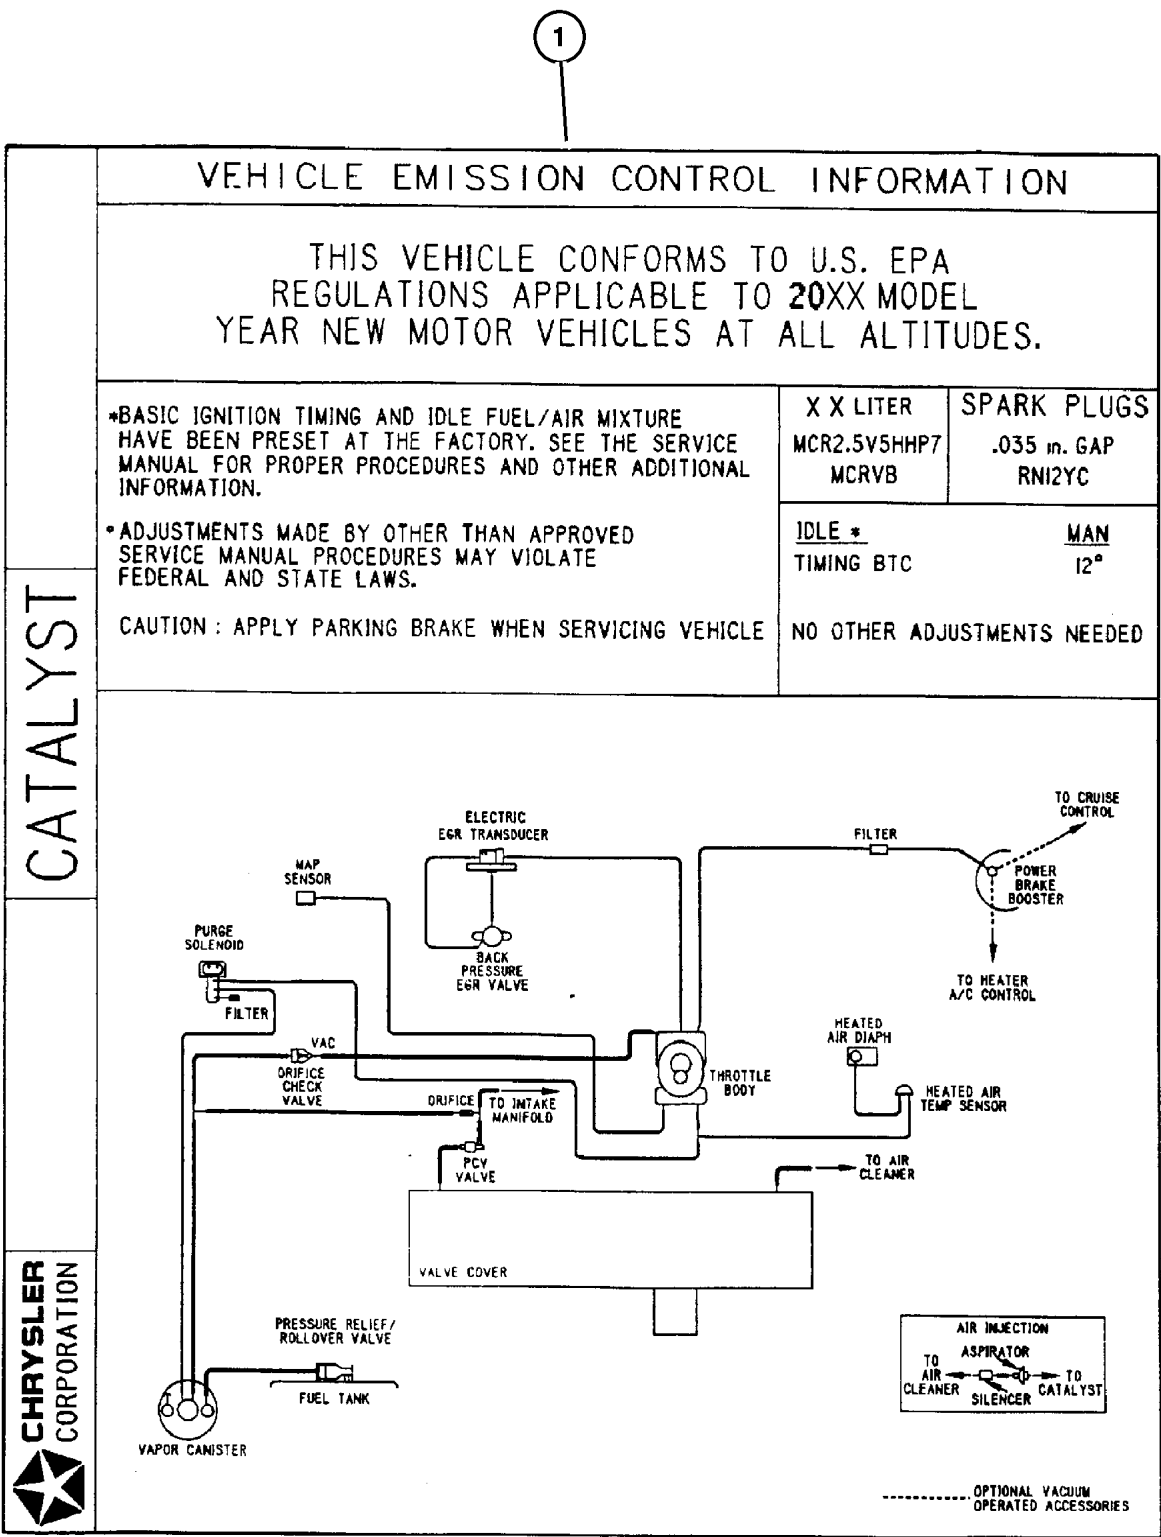 1
VEHICLE EMISSION CONTROL INFORMATION
THIS VEHICLE CONFORMS TO U.S. EPA
REGULATIONS APPLICABLE TO 20XX MODEL
YEAR NEW MOTOR VEHICLES AT ALL ALTITUDES.
*BASIC IGNITION TIMING AND IDLE FUEL/AIR MIXTURE
HAVE BEEN PRESET AT THE FACTORY. SEE THE SERVICE
MANUAL FOR PROPER PROCEDURES AND OTHER ADDITIONAL
INFORMATION.
•ADJUSTMENTS MADE BY OTHER THAN APPROVED
SERVICE MANUAL PROCEDURES MAY VIOLATE
FEDERAL AND STATE LAWS.
CAUTION : APPLY PARKING BRAKE WHEN SERVICING VEHICLE
X X LITER
MCR2.5V5HHP7
MCRVB
SPARK PLUGS
.035 in. GAP
RN12YC
IDLE * MAN
TIMING BTC 12°
NO OTHER ADJUSTMENTS NEEDED
CATALYST
CHRYSLER
CORPORATION
TO CRUISE
CONTROL
ELECTRIC
EGR TRANSDUCER
FILTER
MAP
SENSOR
POWER
BRAKE
BOOSTER
PURGE
SOLENOID
BACK
PRESSURE
EGR VALVE
TO HEATER
A/C CONTROL
FILTER
HEATED
AIR DIAPH
VAC
ORIFICE
CHECK
VALVE
THROTTLE
BODY
ORIFICE
TO INTAKE
MANIFOLD
HEATED AIR
TEMP SENSOR
PCV
VALVE
TO AIR
CLEANER
VALVE COVER
PRESSURE RELIEF/
ROLLOVER VALVE
FUEL TANK
VAPOR CANISTER
AIR INJECTION
ASPIRATOR
TO
AIR
CLEANER
SILENCER
TO
CATALYST
OPTIONAL VACUUM
OPERATED ACCESSORIES